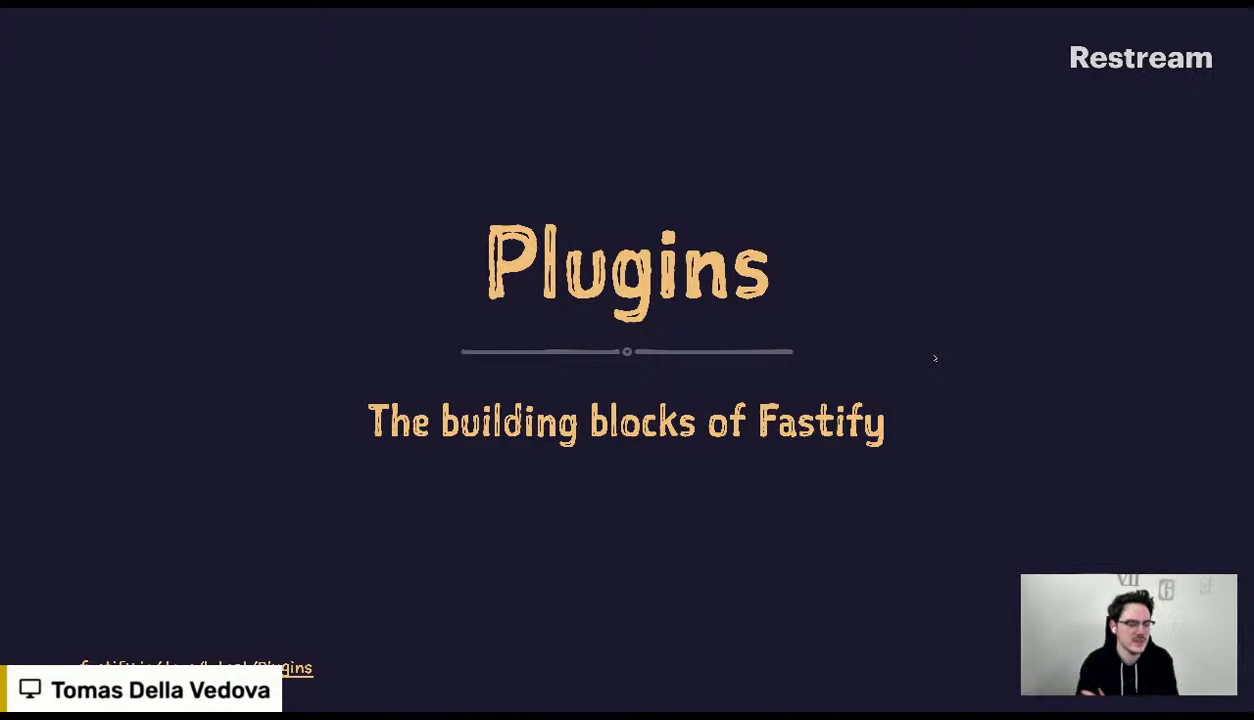 Restream
Plugins
The building blocks of Fastify
Tomas Della Vedova